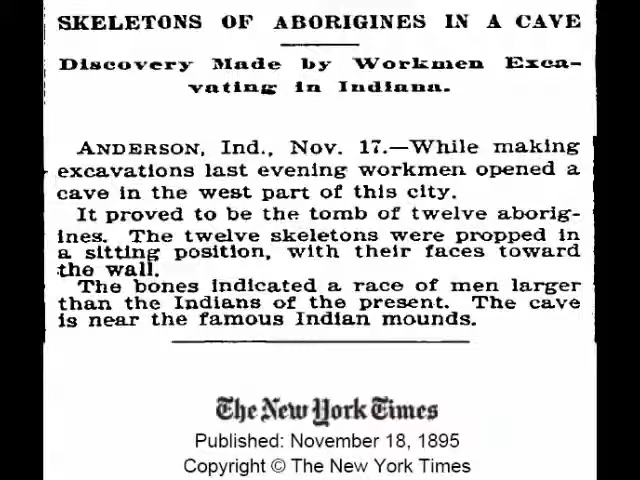 SKELETONS OF ABORIGINES IN A CAVE
Discovery Made by Workmen Exca-
vating in Indiana.
ANDERSON, Ind., Nov. 17.—While making
excavations last evening workmen opened a
cave in the west part of this city.
It proved to be the tomb of twelve aborig-
ines. The twelve skeletons were propped in
a sitting position, with their faces toward
the wall.
The bones indicated a race of men larger
than the Indians of the present. The cave
is near the famous Indian mounds.
The New York Times
Published: November 18, 1895
Copyright © The New York Times